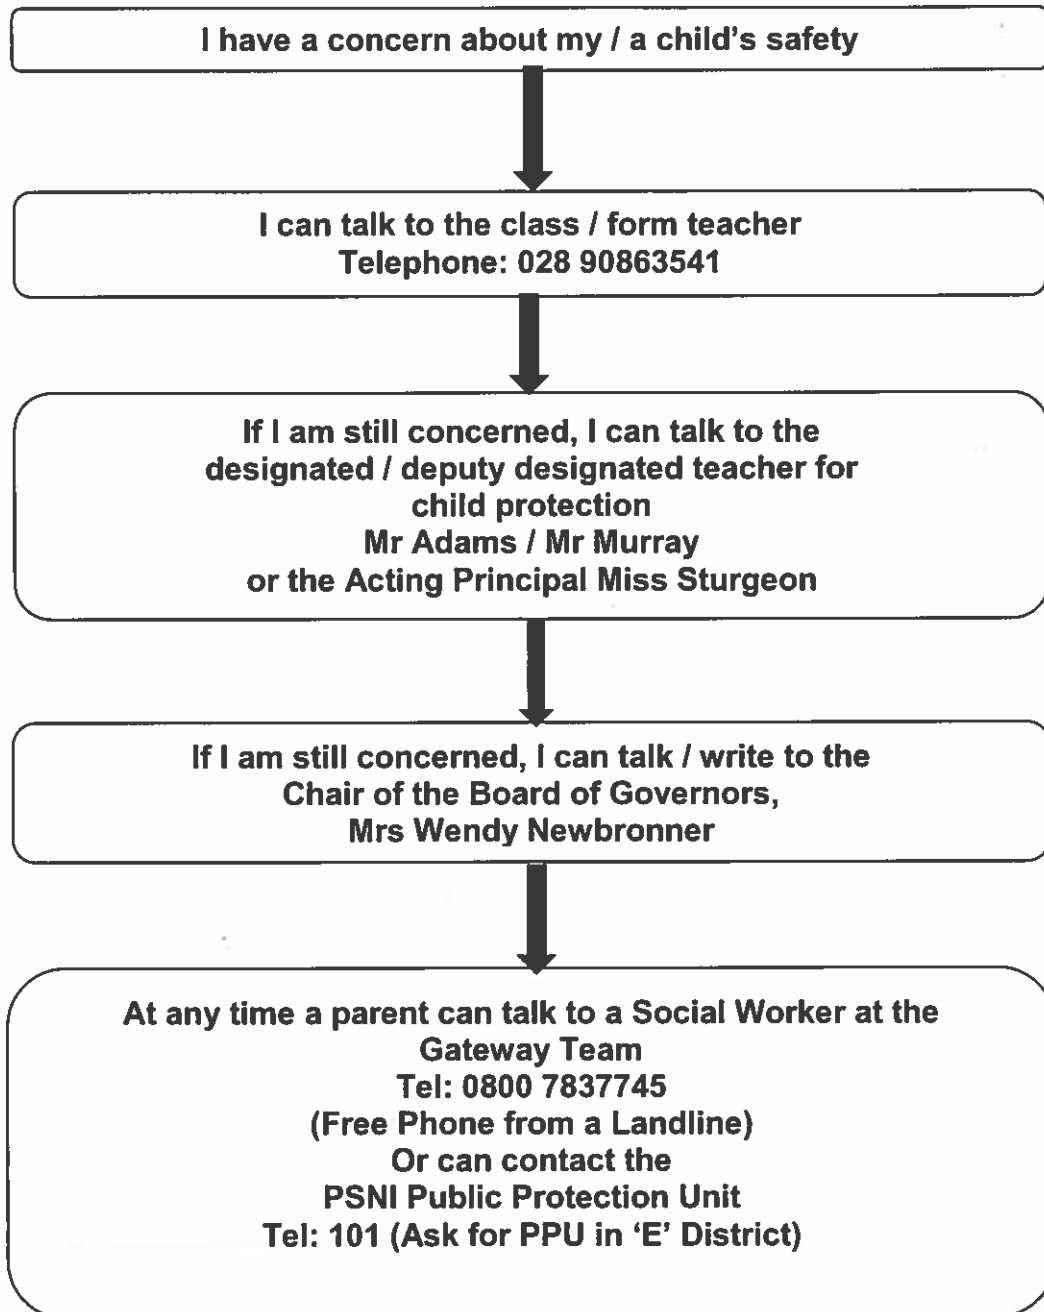 I have a concern about my / a child's safety
I can talk to the class / form teacher
Telephone: 028 90863541
If I am still concerned, I can talk to the
designated / deputy designated teacher for
child protection
Mr Adams / Mr Murray
or the Acting Principal Miss Sturgeon
If I am still concerned, I can talk / write to the
Chair of the Board of Governors,
Mrs Wendy Newbronner
At any time a parent can talk to a Social Worker at the
Gateway Team
Tel: 0800 7837745
(Free Phone from a Landline)
Or can contact the
PSNI Public Protection Unit
Tel: 101 (Ask for PPU in ‘E’ District)